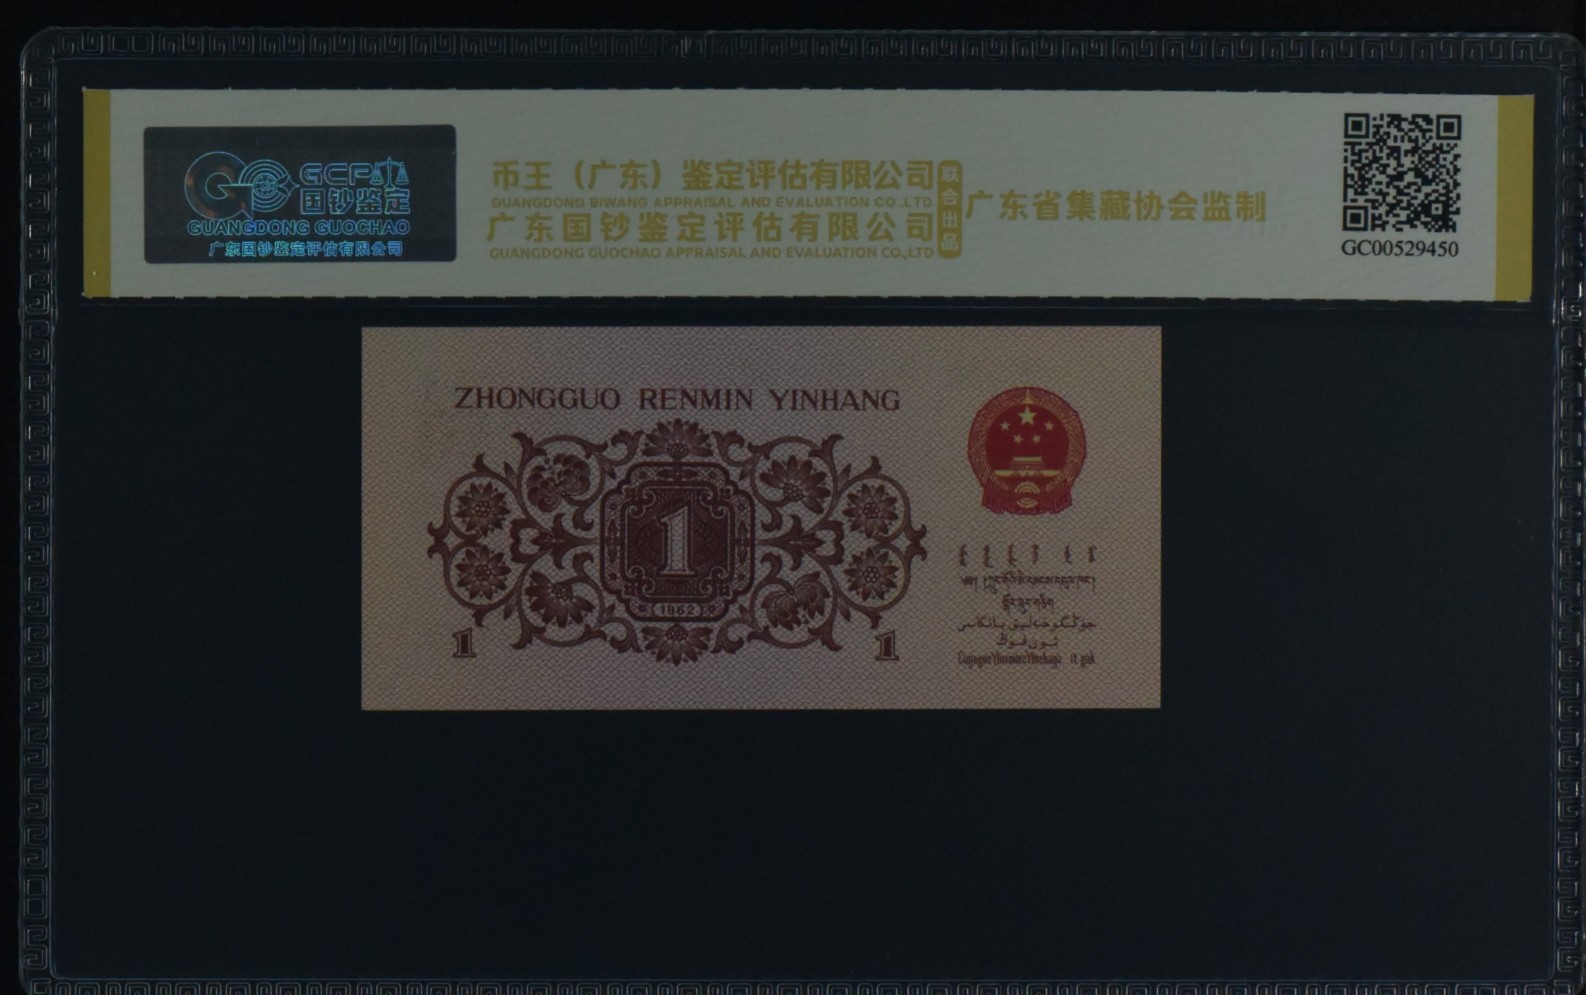 GCP
国钞鉴定
GUANGDONG GUOCHAO
广东国钞鉴定评估有限公司
币王（广东）鉴定评估有限公司
GUANGDONG BIWANG APPRAISAL AND EVALUATION CO.,LTD
广东国钞鉴定评估有限公司
GUANGDONG GUOCHAO APPRAISAL AND EVALUATION CO.,LTD
联合出品
广东省集藏协会监制
GC00529450
ZHONGGUO RENMIN YINHANG
1
(1962)
1
1